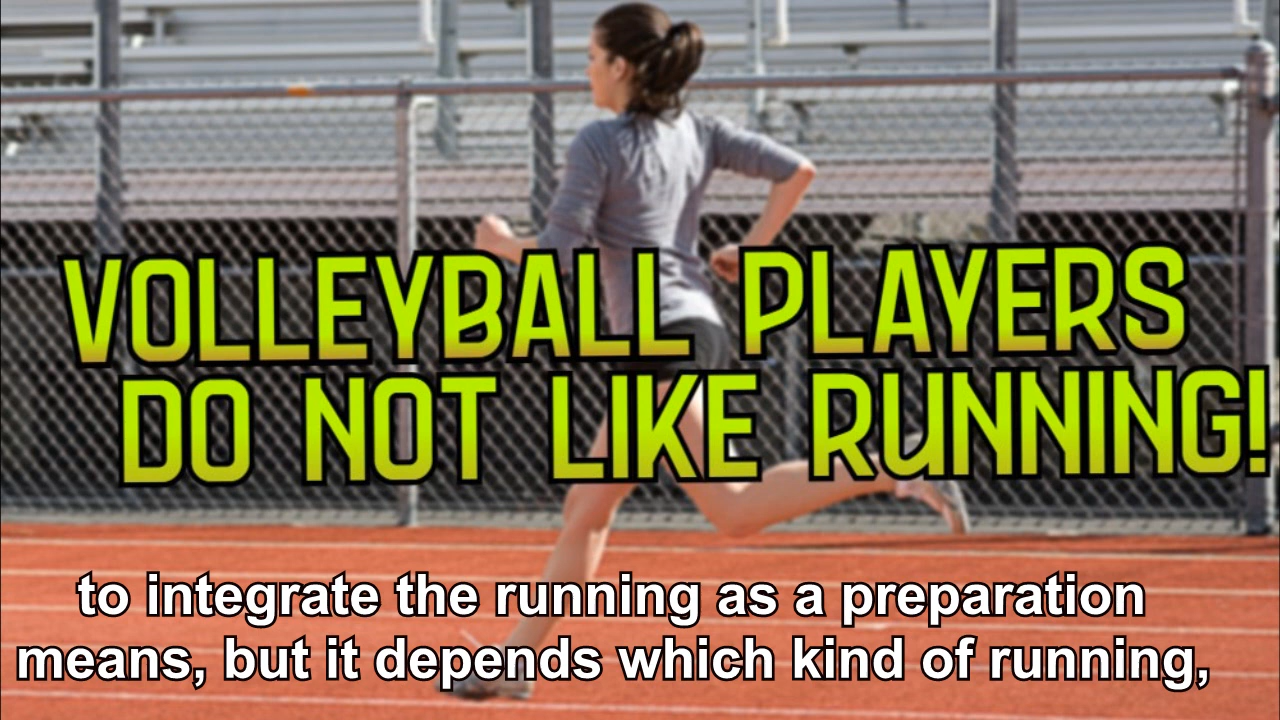 VOLLEYBALL PLAYERS
DO NOT LIKE RUNNING!
to integrate the running as a preparation
means, but it depends which kind of running,